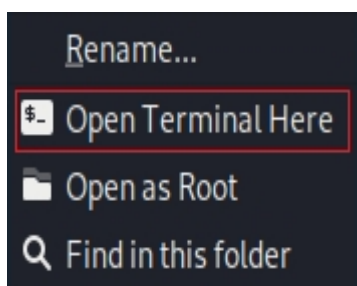 Rename...
$_ Open Terminal Here
Open as Root
Find in this folder